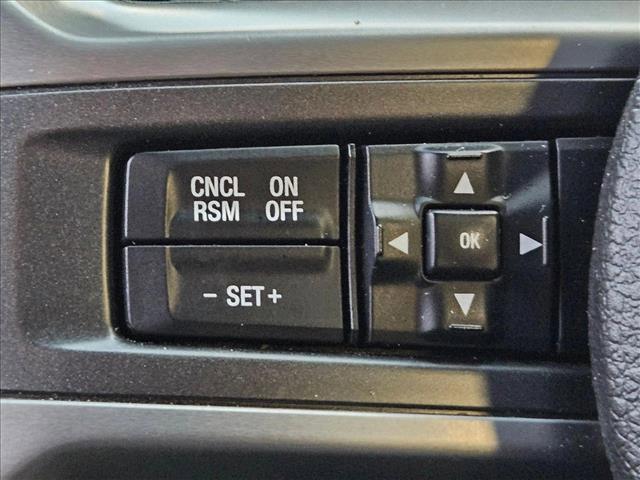 CNCL ON
RSM OFF
- SET +
OK